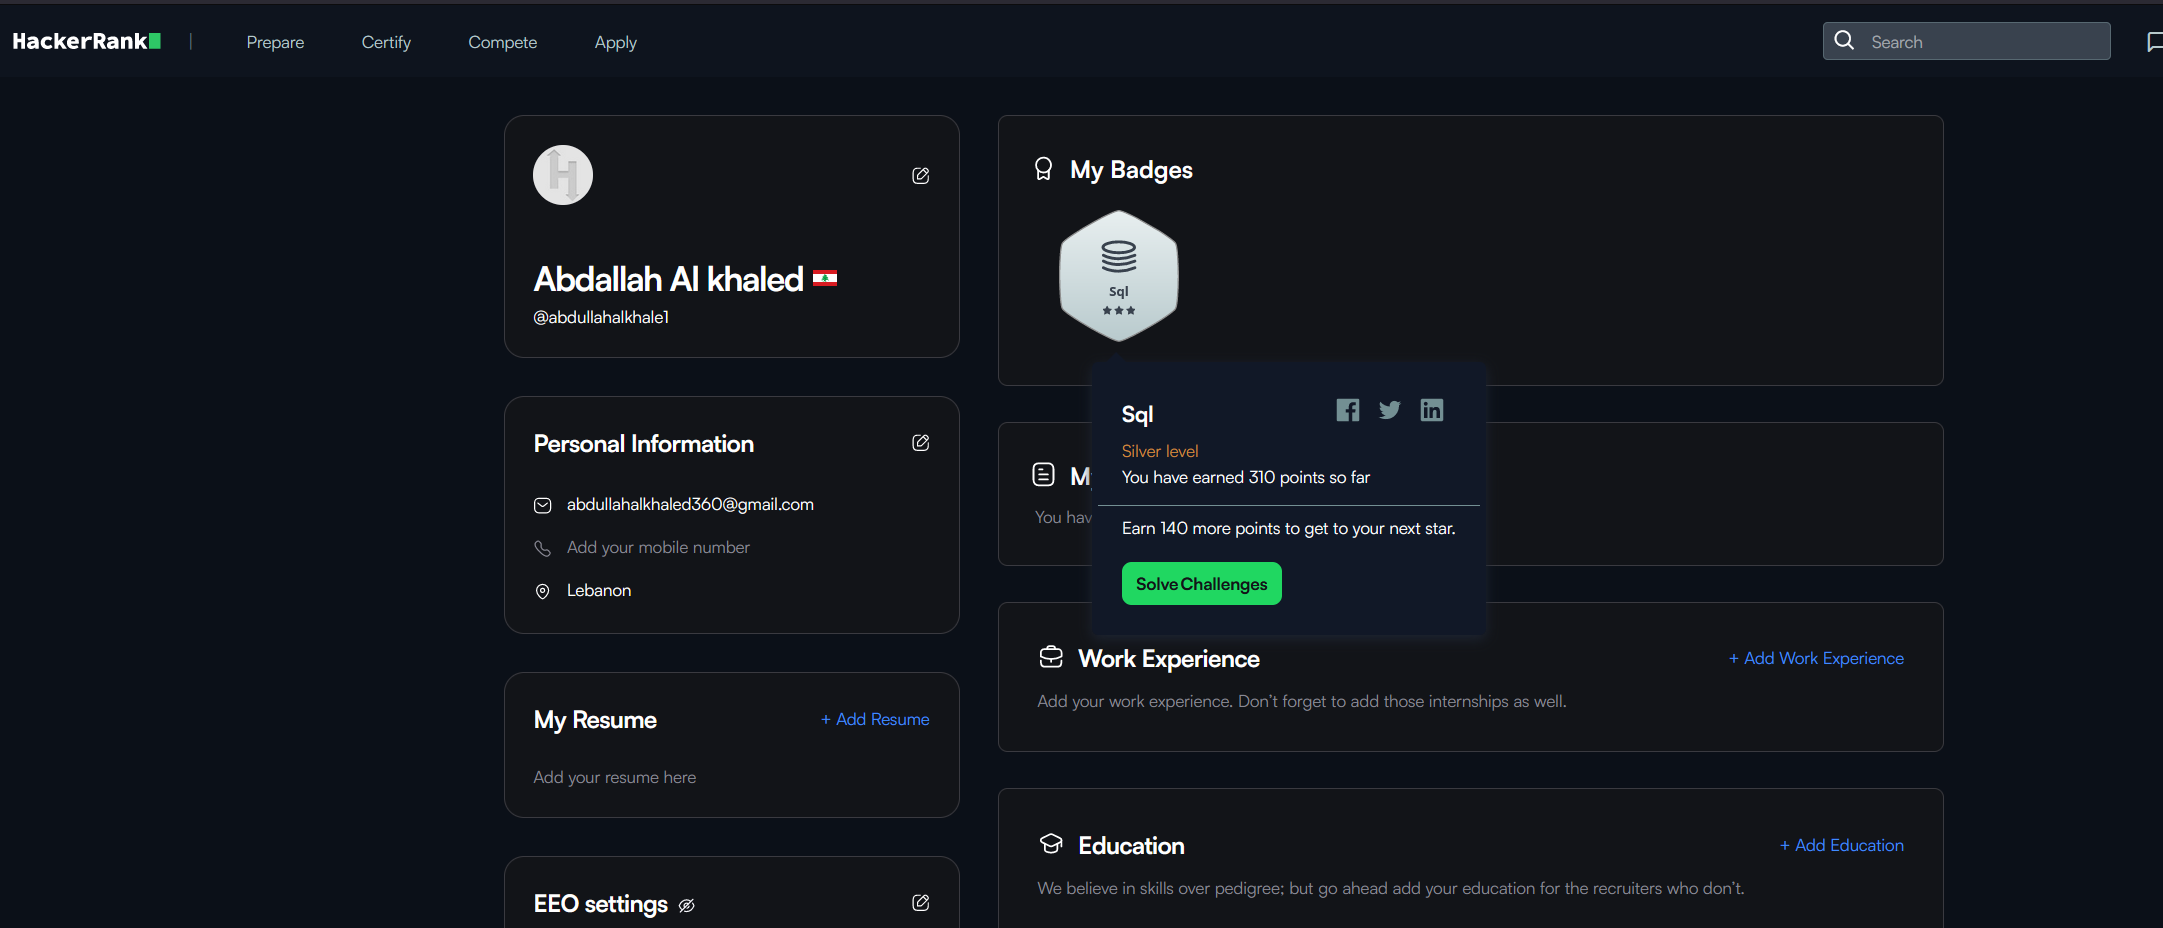 HackerRank
Prepare
Certify
Compete
Apply
Search
Abdallah Al khaled
@abdullahalkhale1
Personal Information
abdullahalkhaled360@gmail.com
Add your mobile number
Lebanon
My Resume
+ Add Resume
Add your resume here
EEO settings
My Badges
Sql
Sql
Silver level
You have earned 310 points so far
Earn 140 more points to get to your next star.
Solve Challenges
You hav
Work Experience
+ Add Work Experience
Add your work experience. Don't forget to add those internships as well.
Education
+ Add Education
We believe in skills over pedigree; but go ahead add your education for the recruiters who don't.